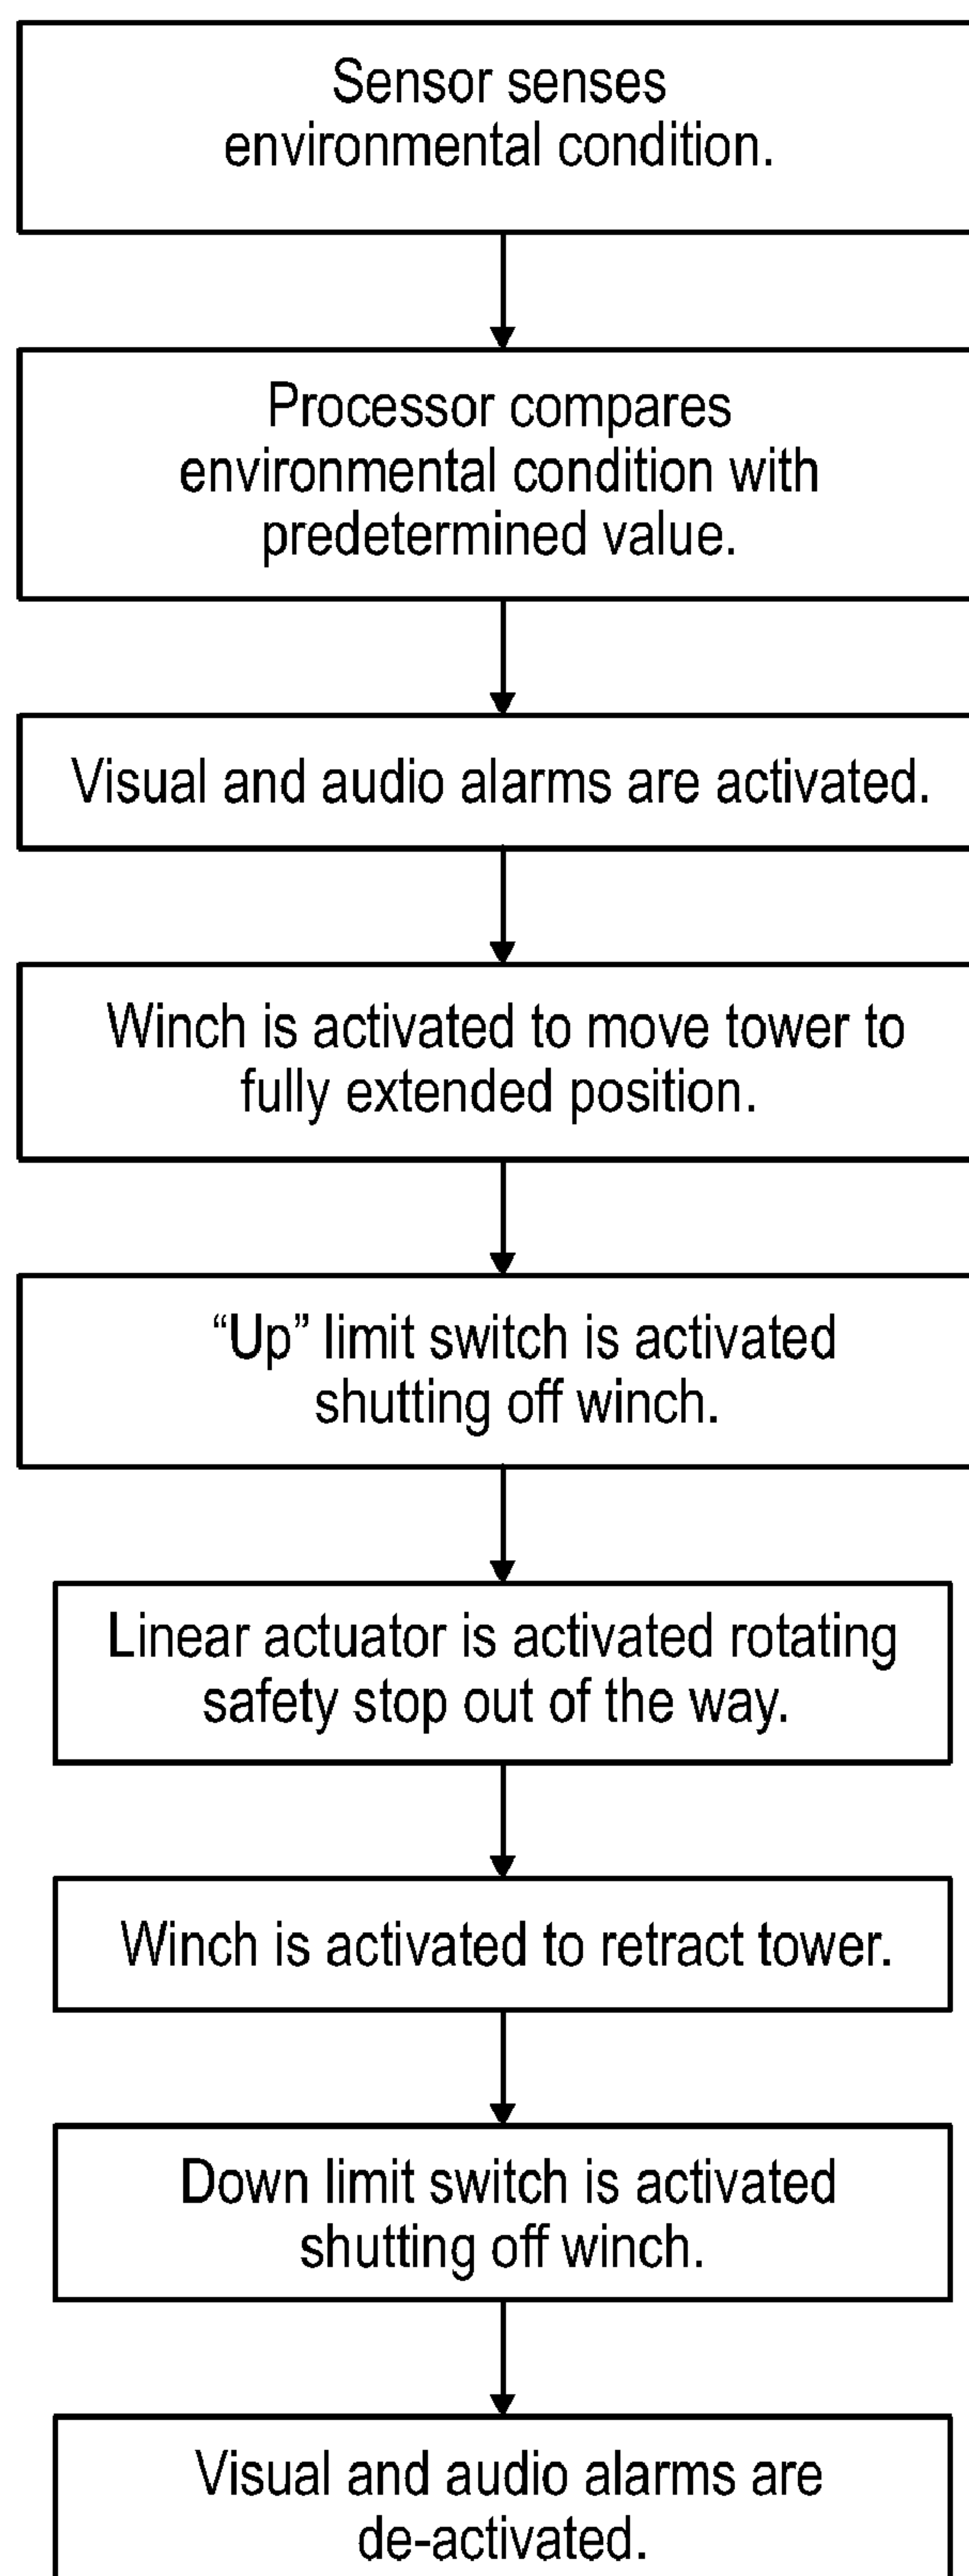 Sensor senses
environmental condition.
Processor compares
environmental condition with
predetermined value.
Visual and audio alarms are activated.
Winch is activated to move tower to
fully extended position.
“Up” limit switch is activated
shutting off winch.
Linear actuator is activated rotating
safety stop out of the way.
Winch is activated to retract tower.
Down limit switch is activated
shutting off winch.
Visual and audio alarms are
de-activated.